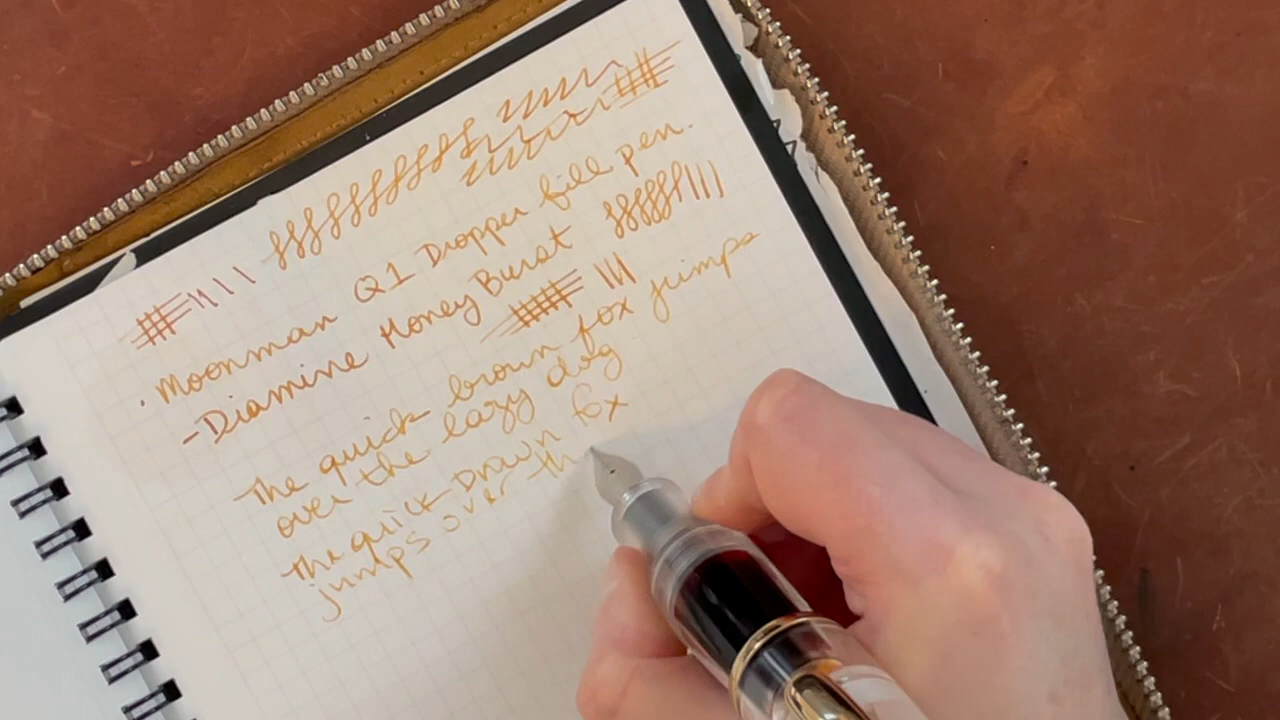 . Moonman Q1 Dropper fill pen.
- Diamine Honey Burst
The quick brown fox jumps
over the lazy dog
The quick brown fox
jumps over th